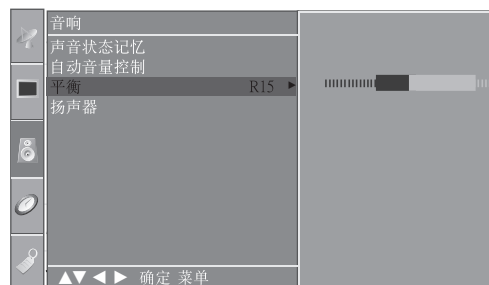 音响
声音状态记忆
自动音量控制
平衡 R15 ►
扬声器
▲▼ ◄ ► 确定 菜单